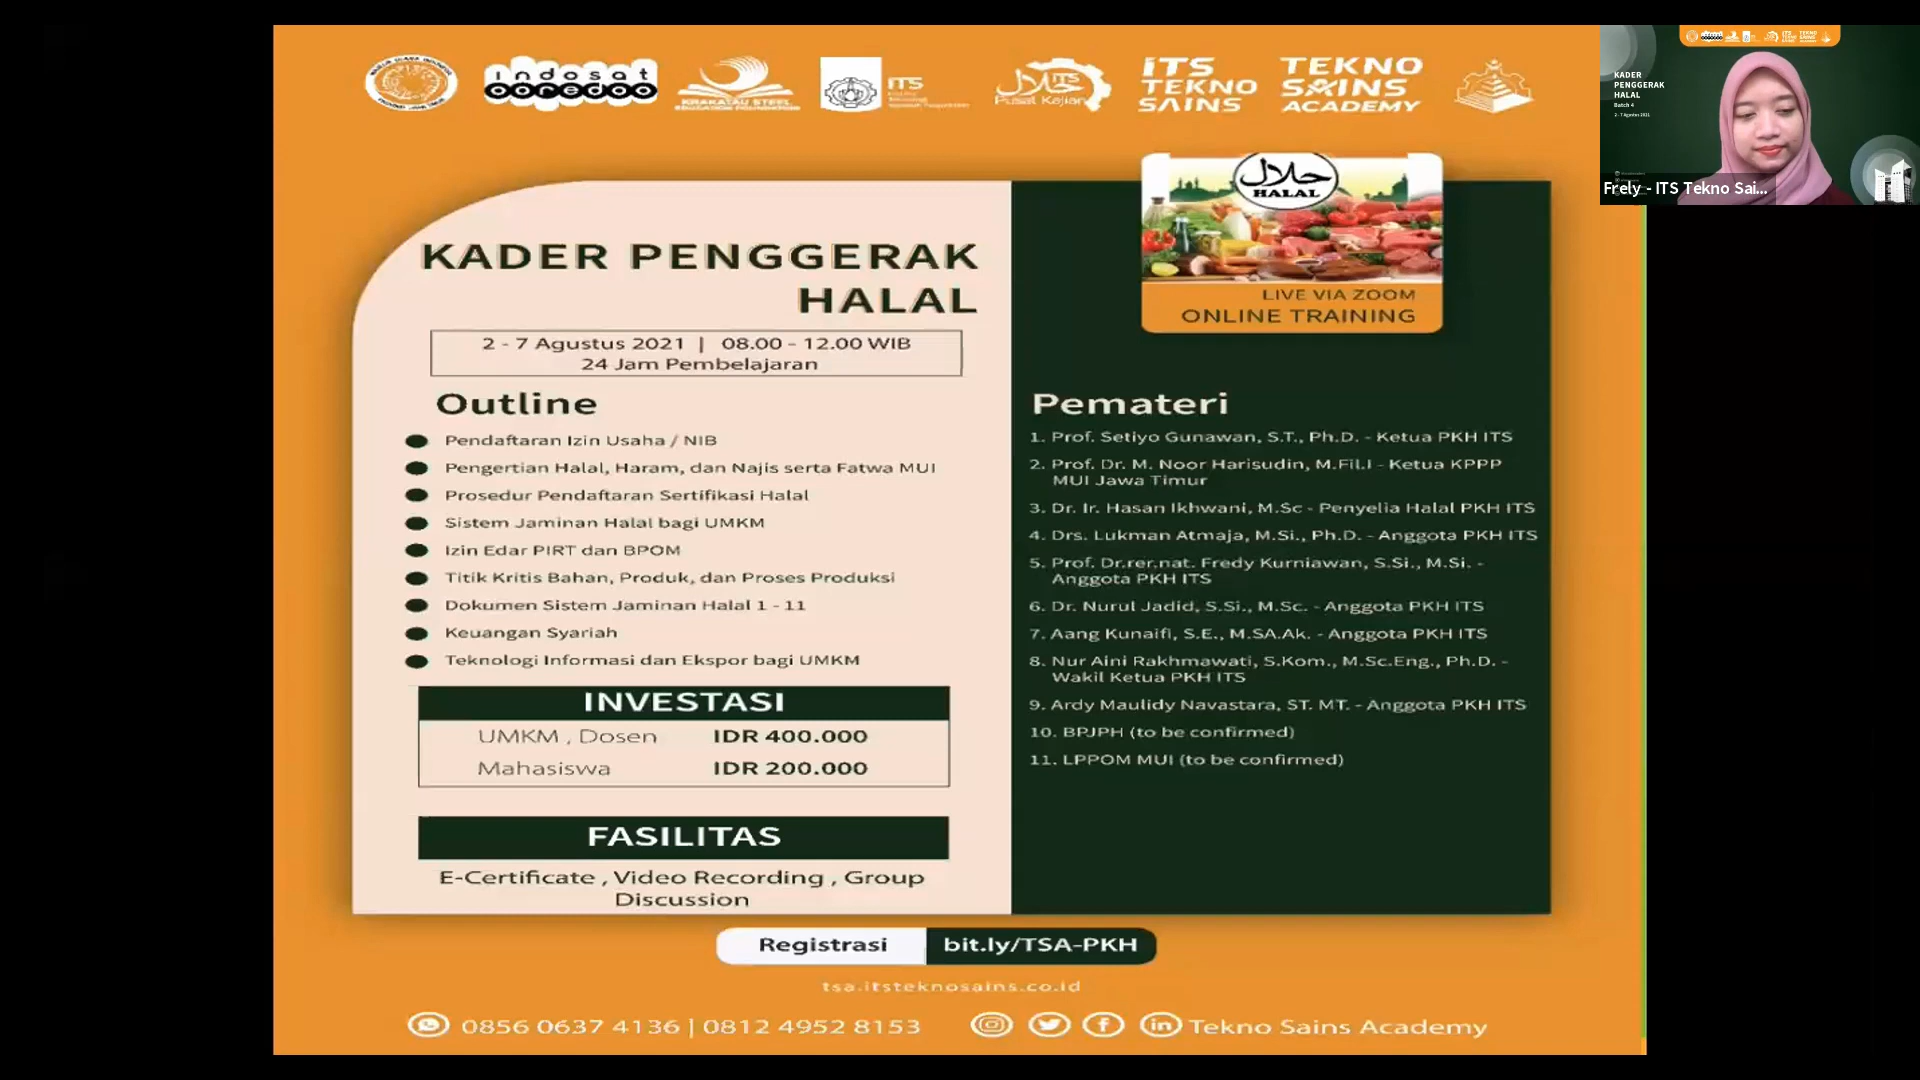 indosat
ooredoo
KRAKATAU STEEL
ITS
حلال
ITS
Pusat Kajian
ITS
TEKNO
SAINS
TEKNO
SAINS
ACADEMY
KADER PENGGERAK
HALAL
2 - 7 Agustus 2021 | 08.00 - 12.00 WIB
24 Jam Pembelajaran
Outline
Pendaftaran Izin Usaha / NIB
Pengertian Halal, Haram, dan Najis serta Fatwa MUI
Prosedur Pendaftaran Sertifikasi Halal
Sistem Jaminan Halal bagi UMKM
Izin Edar PIRT dan BPOM
Titik Kritis Bahan, Produk, dan Proses Produksi
Dokumen Sistem Jaminan Halal 1 - 11
Keuangan Syariah
Teknologi Informasi dan Ekspor bagi UMKM
INVESTASI
UMKM , Dosen IDR 400.000
Mahasiswa IDR 200.000
FASILITAS
E-Certificate , Video Recording , Group
Discussion
حلال
HALAL
LIVE VIA ZOOM
ONLINE TRAINING
Pemateri
1. Prof. Setiyo Gunawan, S.T., Ph.D. - Ketua PKH ITS
2. Prof. Dr. M. Noor Harisudin, M.Fil.I - Ketua KPPP
MUI Jawa Timur
3. Dr. Ir. Hasan Ikhwani, M.Sc - Penyelia Halal PKH ITS
4. Drs. Lukman Atmaja, M.Si., Ph.D. - Anggota PKH ITS
5. Prof. Dr.rer.nat. Fredy Kurniawan, S.Si., M.Si. -
Anggota PKH ITS
6. Dr. Nurul Jadid, S.Si., M.Sc. - Anggota PKH ITS
7. Aang Kunaifi, S.E., M.SA.Ak. - Anggota PKH ITS
8. Nur Aini Rakhmawati, S.Kom., M.Sc.Eng., Ph.D. -
Wakil Ketua PKH ITS
9. Ardy Maulidy Navastara, ST. MT. - Anggota PKH ITS
10. BPJPH (to be confirmed)
11. LPPOM MUI (to be confirmed)
Registrasi bit.ly/TSA-PKH
tsa.itsteknosains.co.id
0856 0637 4136 | 0812 4952 8153
Tekno Sains Academy
KADER
PENGGERAK
HALAL
Batch 4
2 - 7 Agustus 2021
Frely - ITS Tekno Sai...